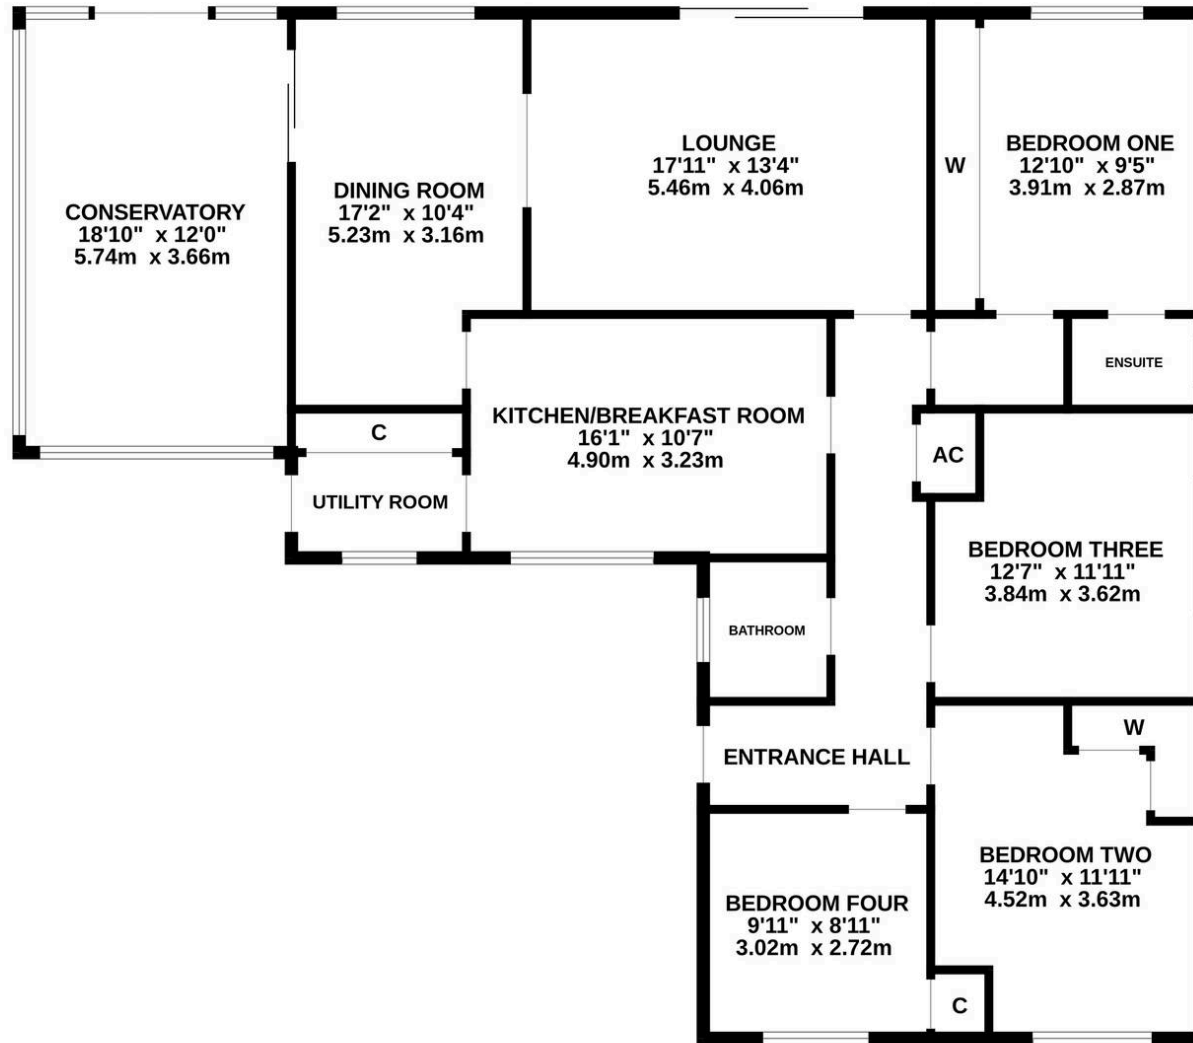 CONSERVATORY
18'10" x 12'0"
5.74m x 3.66m
DINING ROOM
17'2" x 10'4"
5.23m x 3.16m
LOUNGE
17'11" x 13'4"
5.46m x 4.06m
W
BEDROOM ONE
12'10" x 9'5"
3.91m x 2.87m
ENSUITE
KITCHEN/BREAKFAST ROOM
16'1" x 10'7"
4.90m x 3.23m
C
UTILITY ROOM
AC
BEDROOM THREE
12'7" x 11'11"
3.84m x 3.62m
BATHROOM
ENTRANCE HALL
W
BEDROOM TWO
14'10" x 11'11"
4.52m x 3.63m
BEDROOM FOUR
9'11" x 8'11"
3.02m x 2.72m
C